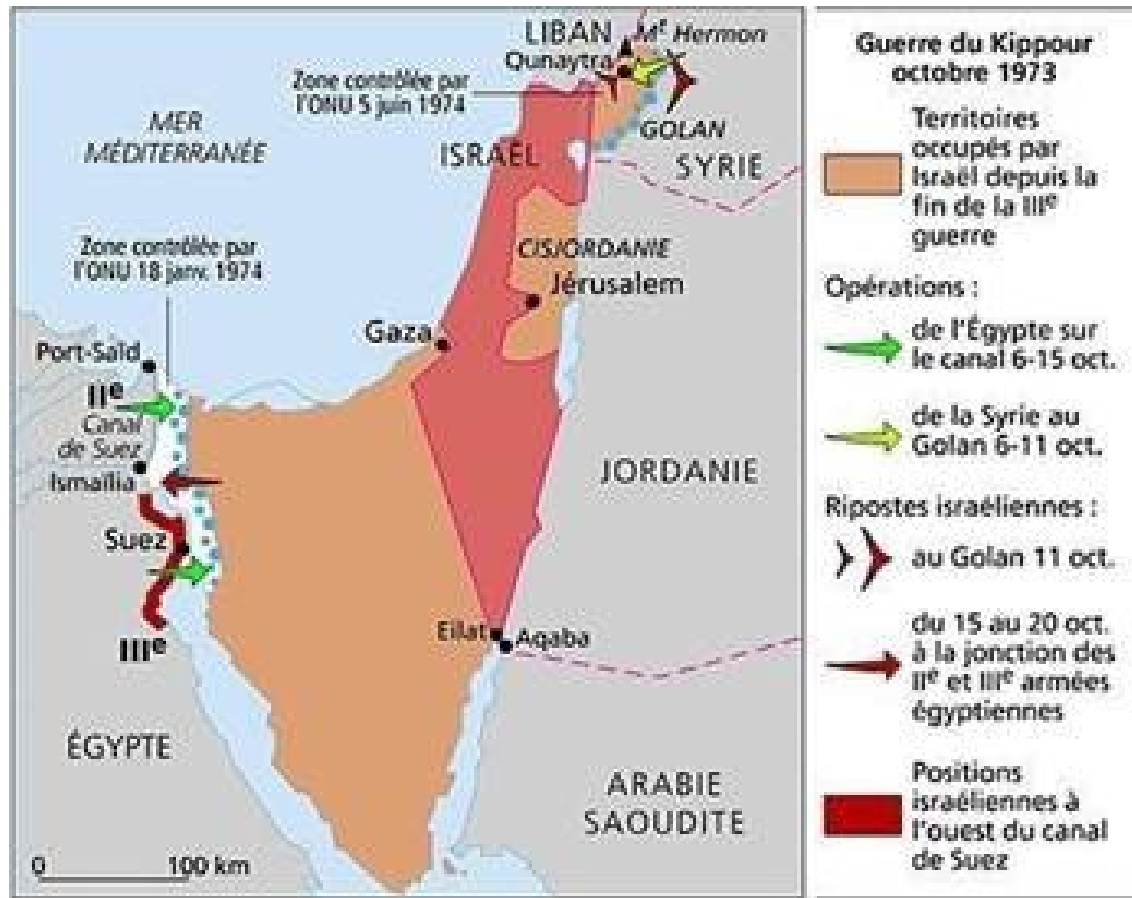 LIBAN
Mt Hermon
Qunaytra
Zone contrôlée par
l'ONU 5 juin 1974
MER
MÉDITERRANÉE
GOLAN
ISRAËL
SYRIE
Zone contrôlée par
l'ONU 18 janv. 1974
CISJORDANIE
Jérusalem
Gaza
Port-Saïd
IIe
Canal
de Suez
Ismaïlia
JORDANIE
Suez
Eilat
Aqaba
IIIe
ÉGYPTE
ARABIE
SAOUDITE
0 100 km
Guerre du Kippour
octobre 1973
Territoires
occupés par
Israël depuis la
fin de la IIIe
guerre
Opérations :
de l'Égypte sur
le canal 6-15 oct.
de la Syrie au
Golan 6-11 oct.
Ripostes israéliennes :
au Golan 11 oct.
du 15 au 20 oct.
à la jonction des
IIe et IIIe armées
égyptiennes
Positions
israéliennes à
l'ouest du canal
de Suez